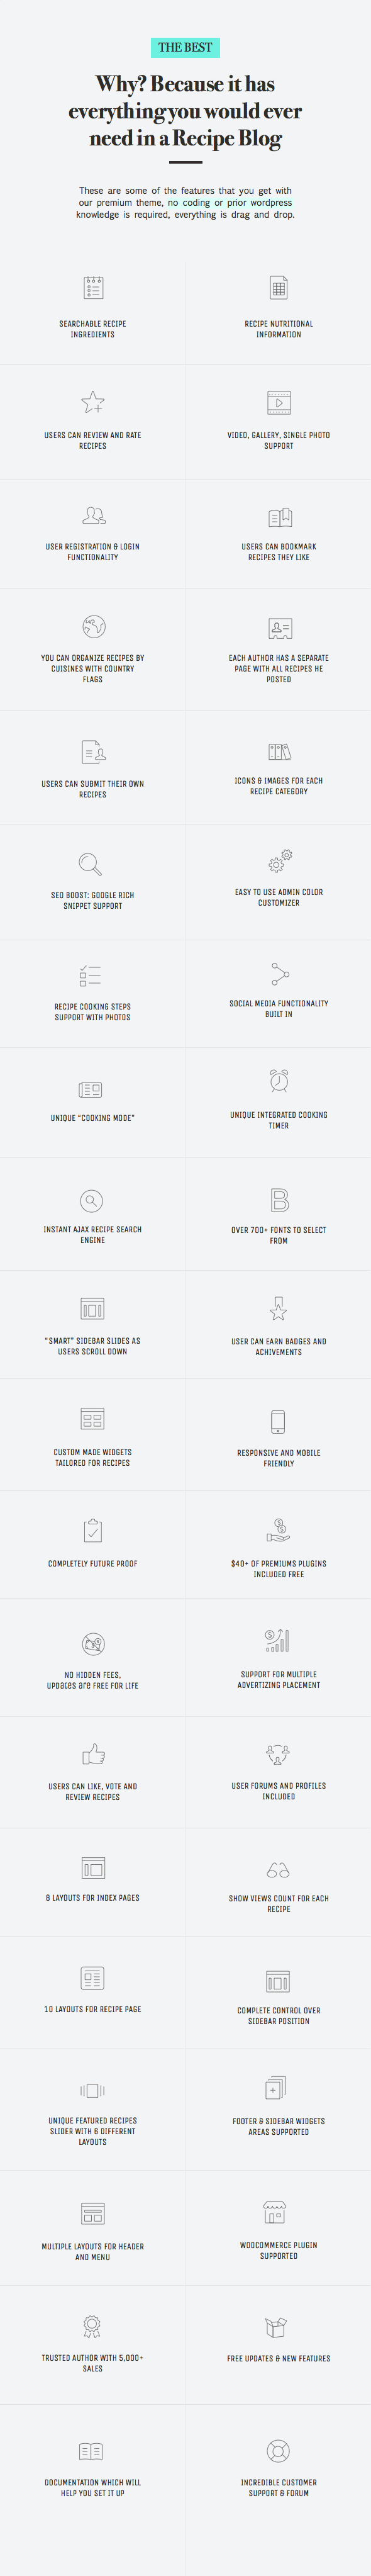 THE BEST
Why? Because it has
everything you would ever
need in a Recipe Blog
These are some of the features that you get with
our premium theme, no coding or prior wordpress
knowledge is required, everything is drag and drop.
SEARCHABLE RECIPE
INGREDIENTS
RECIPE NUTRITIONAL
INFORMATION
USERS CAN REVIEW AND RATE
RECIPES
VIDEO, GALLERY, SINGLE PHOTO
SUPPORT
USER REGISTRATION & LOGIN
FUNCTIONALITY
USERS CAN BOOKMARK
RECIPES THEY LIKE
YOU CAN ORGANIZE RECIPES BY
CUISINES WITH COUNTRY
FLAGS
EACH AUTHOR HAS A SEPARATE
PAGE WITH ALL RECIPES HE
POSTED
USERS CAN SUBMIT THEIR OWN
RECIPES
ICONS & IMAGES FOR EACH
RECIPE CATEGORY
SEO BOOST: GOOGLE RICH
SNIPPET SUPPORT
EASY TO USE ADMIN COLOR
CUSTOMIZER
RECIPE COOKING STEPS
SUPPORT WITH PHOTOS
SOCIAL MEDIA FUNCTIONALITY
BUILT IN
UNIQUE "COOKING MODE"
UNIQUE INTEGRATED COOKING
TIMER
INSTANT AJAX RECIPE SEARCH
ENGINE
B
OVER 700+ FONTS TO SELECT
FROM
"SMART" SIDEBAR SLIDES AS
USERS SCROLL DOWN
USER CAN EARN BADGES AND
ACHIVEMENTS
CUSTOM MADE WIDGETS
TAILORED FOR RECIPES
RESPONSIVE AND MOBILE
FRIENDLY
COMPLETELY FUTURE PROOF
$40+ OF PREMIUMS PLUGINS
INCLUDED FREE
NO HIDDEN FEES,
UPDATES ARE FREE FOR LIFE
SUPPORT FOR MULTIPLE
ADVERTIZING PLACEMENT
USERS CAN LIKE, VOTE AND
REVIEW RECIPES
USER FORUMS AND PROFILES
INCLUDED
8 LAYOUTS FOR INDEX PAGES
SHOW VIEWS COUNT FOR EACH
RECIPE
10 LAYOUTS FOR RECIPE PAGE
COMPLETE CONTROL OVER
SIDEBAR POSITION
UNIQUE FEATURED RECIPES
SLIDER WITH 6 DIFFERENT
LAYOUTS
FOOTER & SIDEBAR WIDGETS
AREAS SUPPORTED
MULTIPLE LAYOUTS FOR HEADER
AND MENU
WOOCOMMERCE PLUGIN
SUPPORTED
TRUSTED AUTHOR WITH 5,000+
SALES
FREE UPDATES & NEW FEATURES
DOCUMENTATION WHICH WILL
HELP YOU SET IT UP
INCREDIBLE CUSTOMER
SUPPORT & FORUM